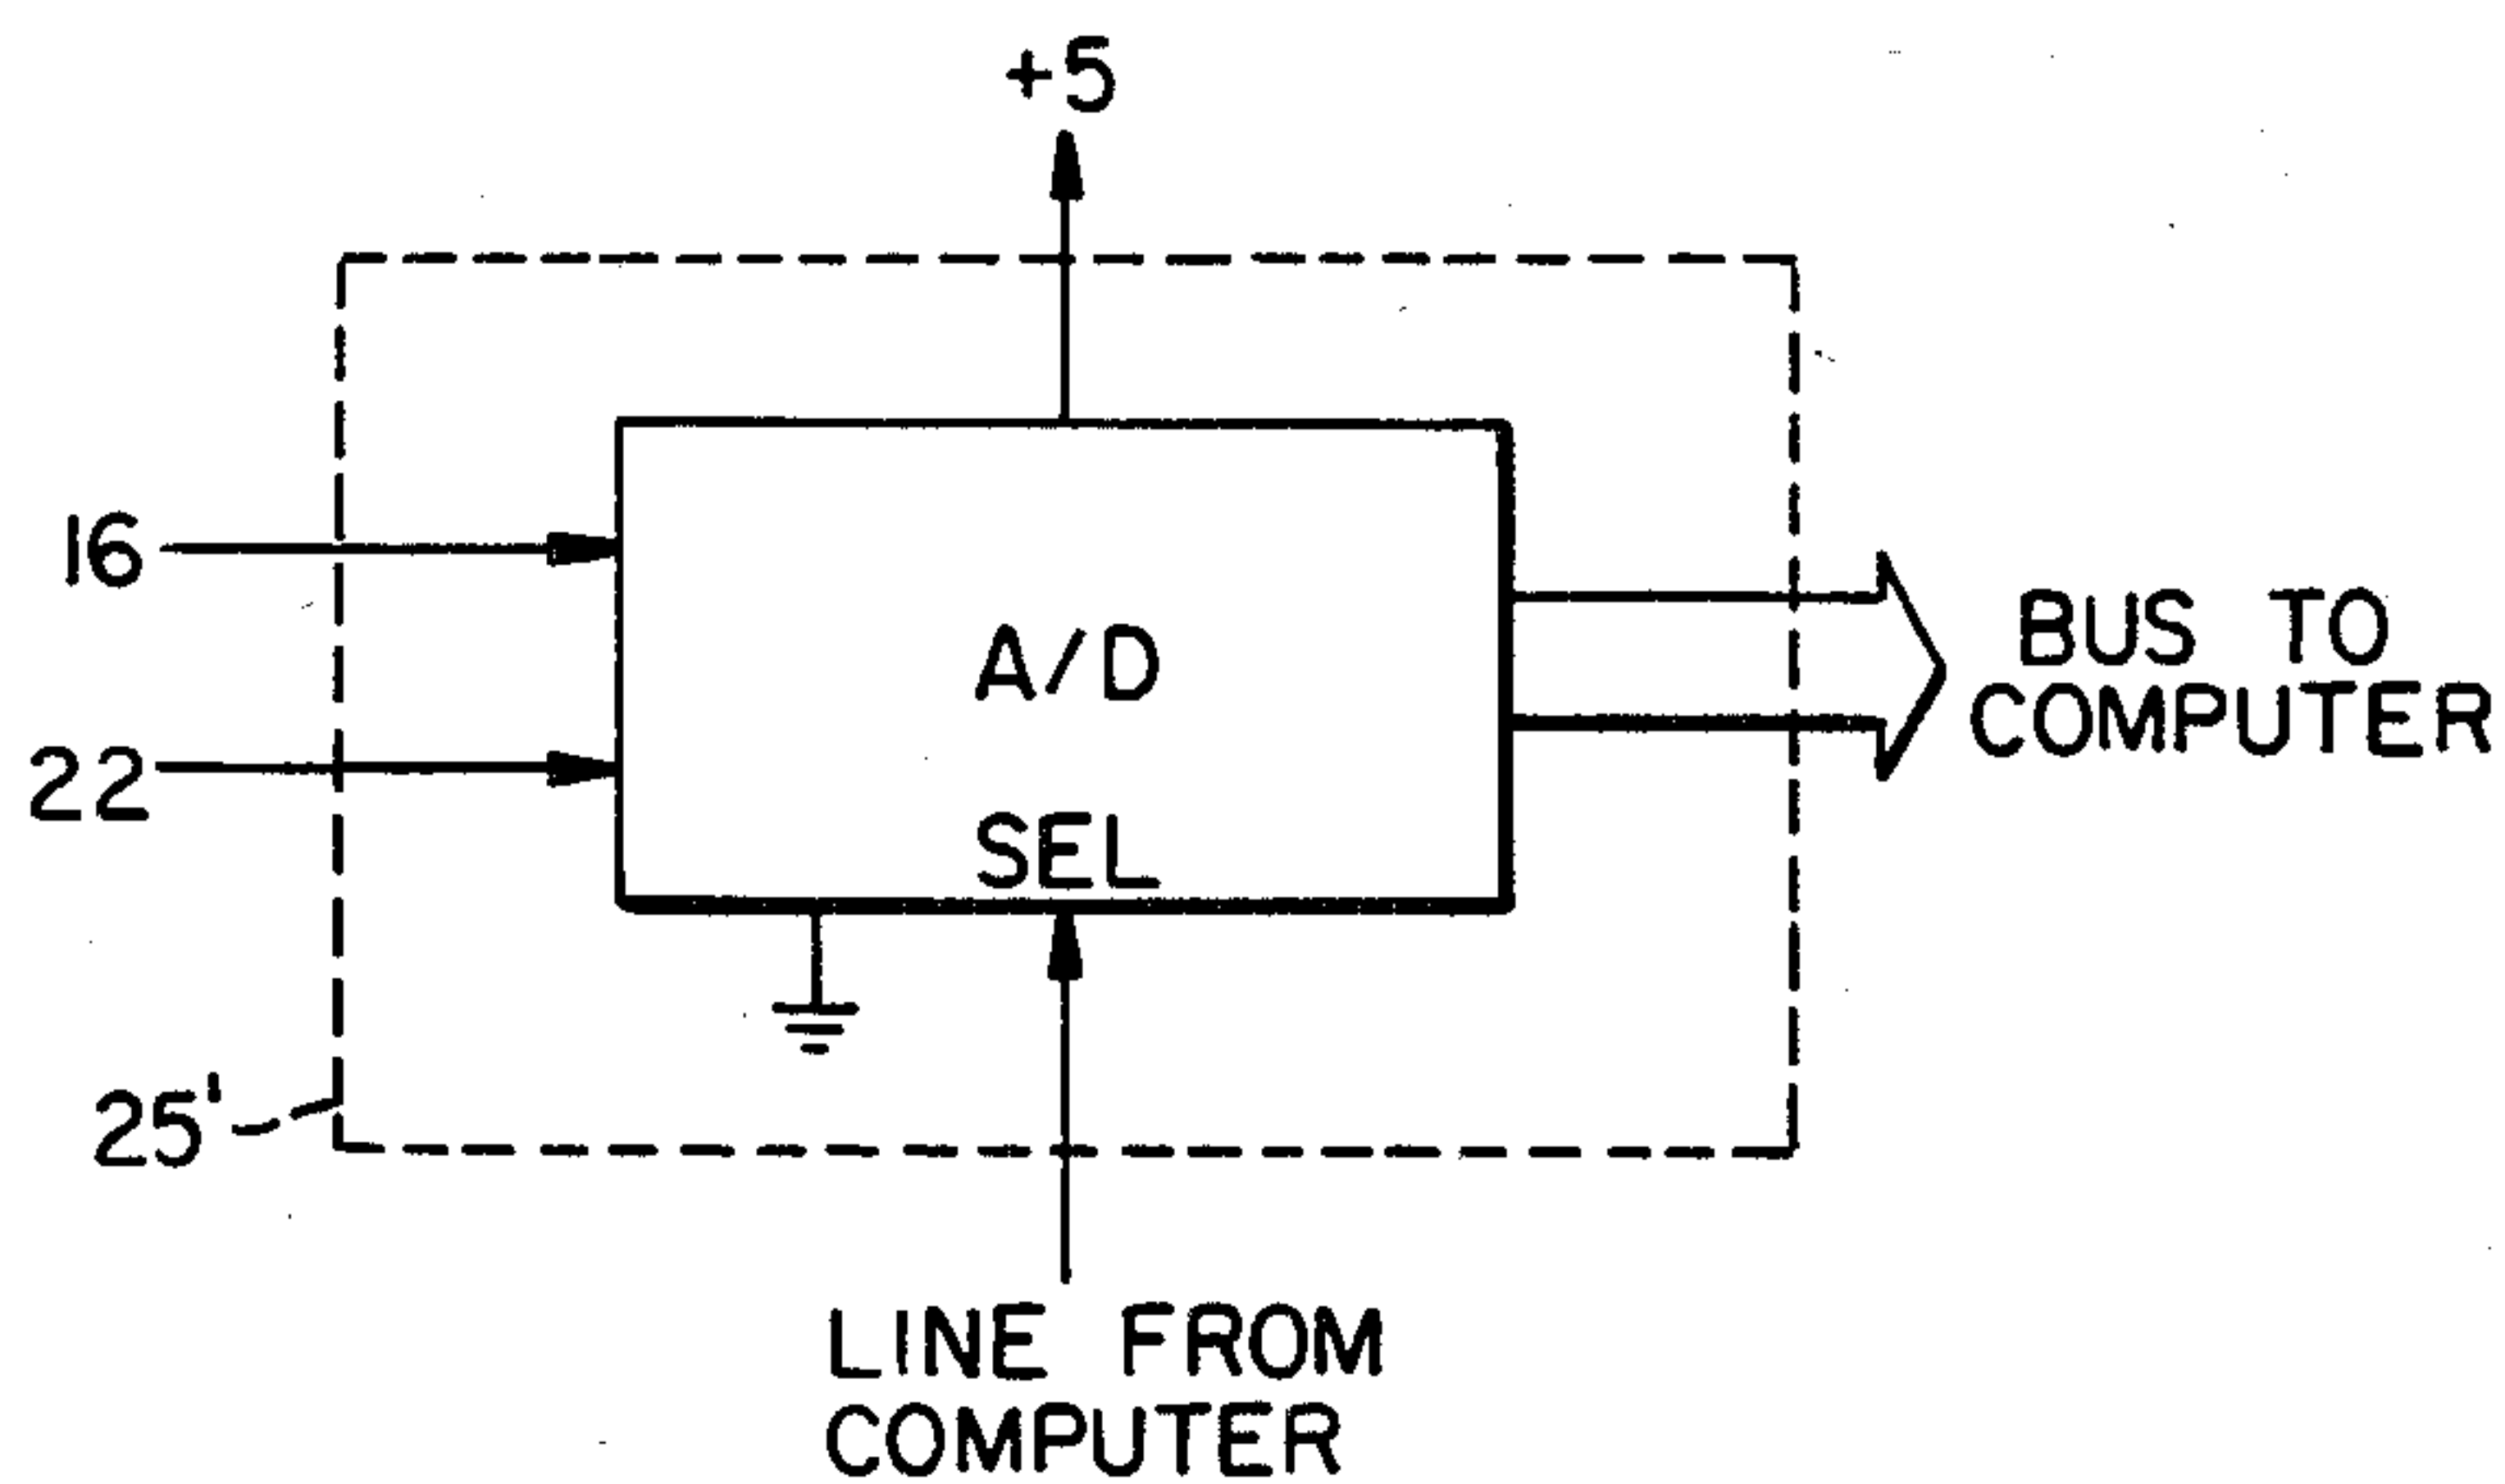 +5
16
22
A/D
SEL
BUS TO
COMPUTER
25'
LINE FROM
COMPUTER